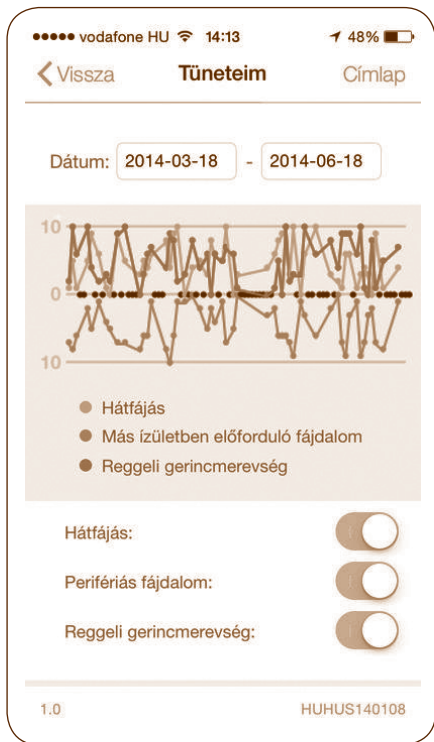 vodafone HU 14:13 48%
Vissza Tüneteim Címlap
Dátum: 2014-03-18 - 2014-06-18
10
0
10
Hátfájás
Más ízületben előforduló fájdalom
Reggeli gerincmerevség
Hátfájás:
Perifériás fájdalom:
Reggeli gerincmerevség:
1.0 HUHUS140108